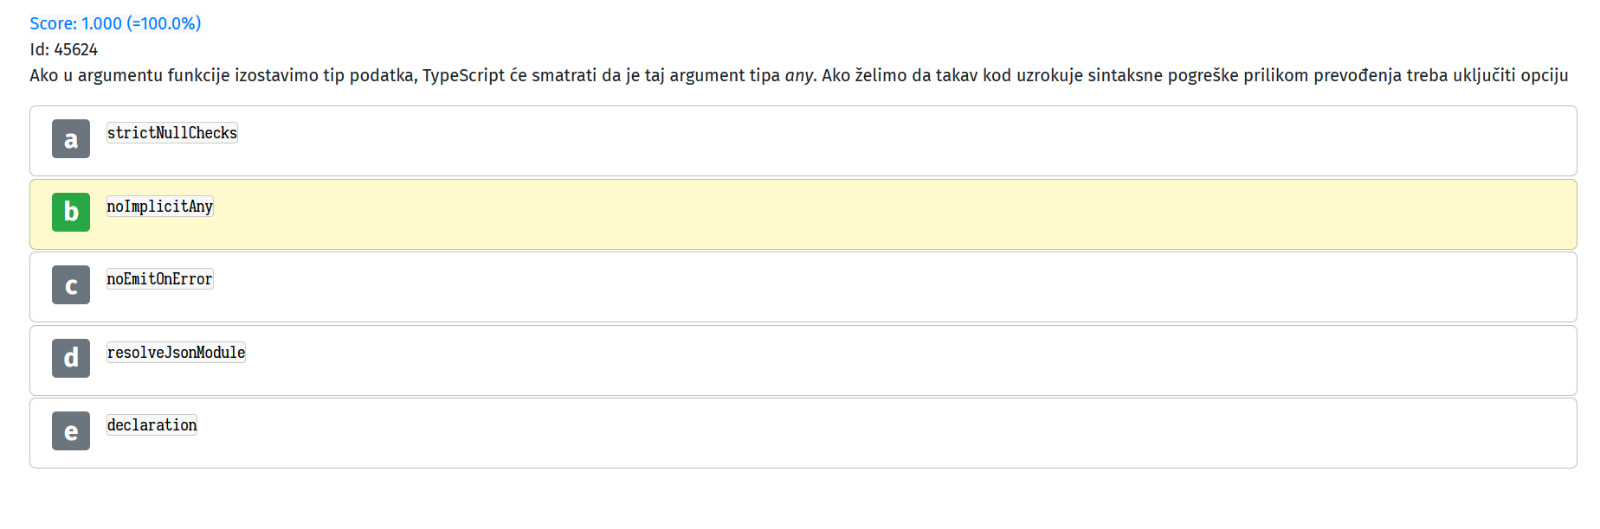 Score: 1.000 (=100.0%)
Id: 45624
Ako u argumentu funkcije izostavimo tip podatka, TypeScript će smatrati da je taj argument tipa any. Ako želimo da takav kod uzrokuje sintaksne pogreške prilikom prevođenja treba uključiti opciju
a strictNullChecks
b noImplicitAny
c noEmitOnError
d resolveJsonModule
e declaration